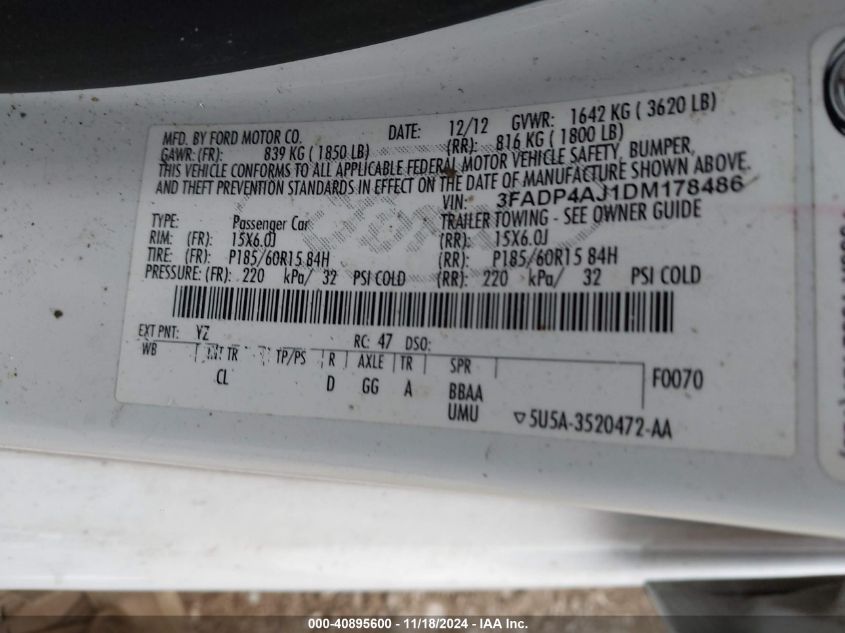 MFD. BY FORD MOTOR CO. DATE: 12/12 GVWR: 1642 KG ( 3620 LB)
GAWR: (FR): 839 KG ( 1850 LB) (RR): 816 KG ( 1800 LB)
THIS VEHICLE CONFORMS TO ALL APPLICABLE FEDERAL MOTOR VEHICLE SAFETY, BUMPER,
AND THEFT PREVENTION STANDARDS IN EFFECT ON THE DATE OF MANUFACTURE SHOWN ABOVE.
VIN: 3FADP4AJ1DM178486
TYPE: Passenger Car TRAILER TOWING - SEE OWNER GUIDE
RIM: (FR): 15X6.0J (RR): 15X6.0J
TIRE: (FR): P185/60R15 84H (RR): P185/60R15 84H
PRESSURE: (FR): 220 kPa/ 32 PSI COLD (RR): 220 kPa/ 32 PSI COLD
EXT PNT: YZ RC: 47 DSO:
WB INT TR TP/PS R AXLE TR SPR
CL D GG A BBAA F0070
UMU 5U5A-3520472-AA
000-40895600 - 11/18/2024 - IAAI Inc.